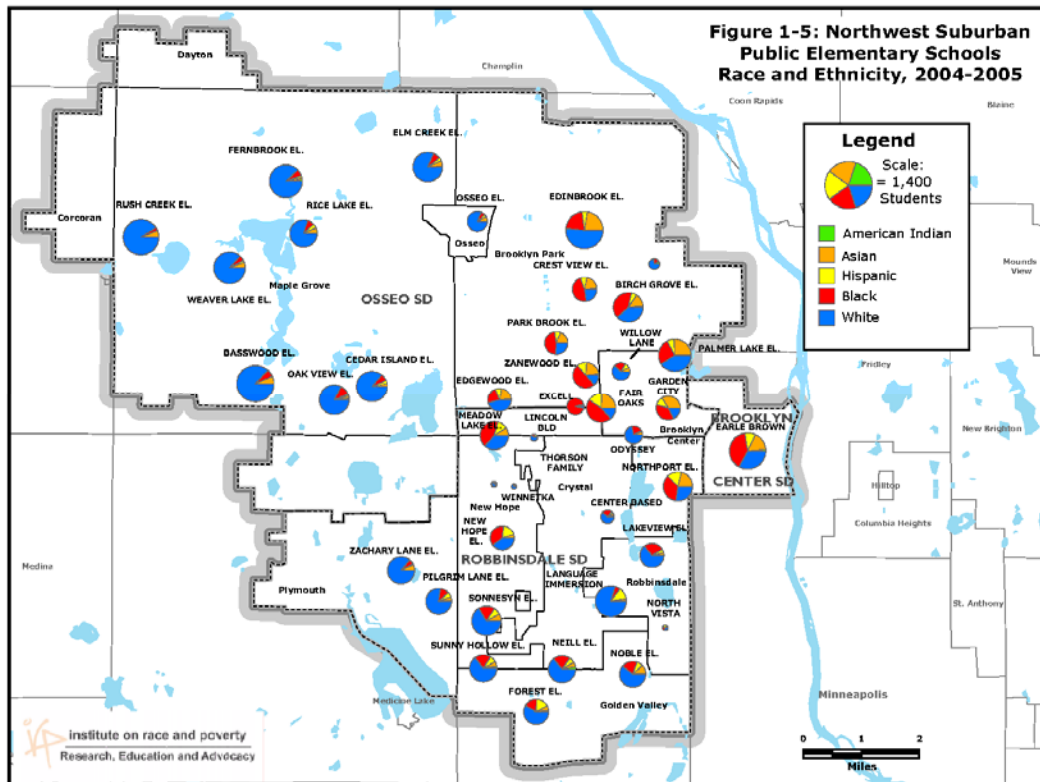 Figure 1-5: Northwest Suburban
Public Elementary Schools
Race and Ethnicity, 2004-2005
Dayton
Champlin
Coon Rapids
Blaine
Legend
Scale:
= 1,400
Students
American Indian
Asian
Hispanic
Black
White
ELM CREEK EL.
FERNBROOK EL.
RUSH CREEK EL.
RICE LAKE EL.
OSSEO EL.
EDINBROOK EL.
Corcoran
Osseo
Brooklyn Park
CREST VIEW EL.
Mounds
View
WEAVER LAKE EL.
Maple Grove
OSSEO SD
BIRCH GROVE EL.
PARK BROOK EL.
WILLOW
LANE
PALMER LAKE EL.
BASSWOOD EL.
CEDAR ISLAND EL.
OAK VIEW EL.
ZANEWOOD EL.
Fridley
EDGEWOOD EL.
EXCELL
FAIR
OAKS
GARDEN
CITY
MEADOW
LAKE EL.
LINCOLN
BLD
ODYSSEY
Brooklyn
Center
BROOKLYN
EARLE BROWN
CENTER SD
New Brighton
THORSON
FAMILY
NORTHPORT EL.
Hilltop
WINNETKA
Crystal
New Hope
CENTER BASED
Columbia Heights
NEW
HOPE
EL.
LAKEVIEW EL.
ZACHARY LANE EL.
ROBBINSDALE SD
Medina
Plymouth
PILGRIM LANE EL.
LANGUAGE
IMMERSION
Robbinsdale
SONNESYN EL.
NORTH
VISTA
St. Anthony
SUNNY HOLLOW EL.
NEILL EL.
NOBLE EL.
FOREST EL.
Golden Valley
Medicine Lake
Minneapolis
irp
institute on race and poverty
Research, Education and Advocacy
0 1 2
Miles